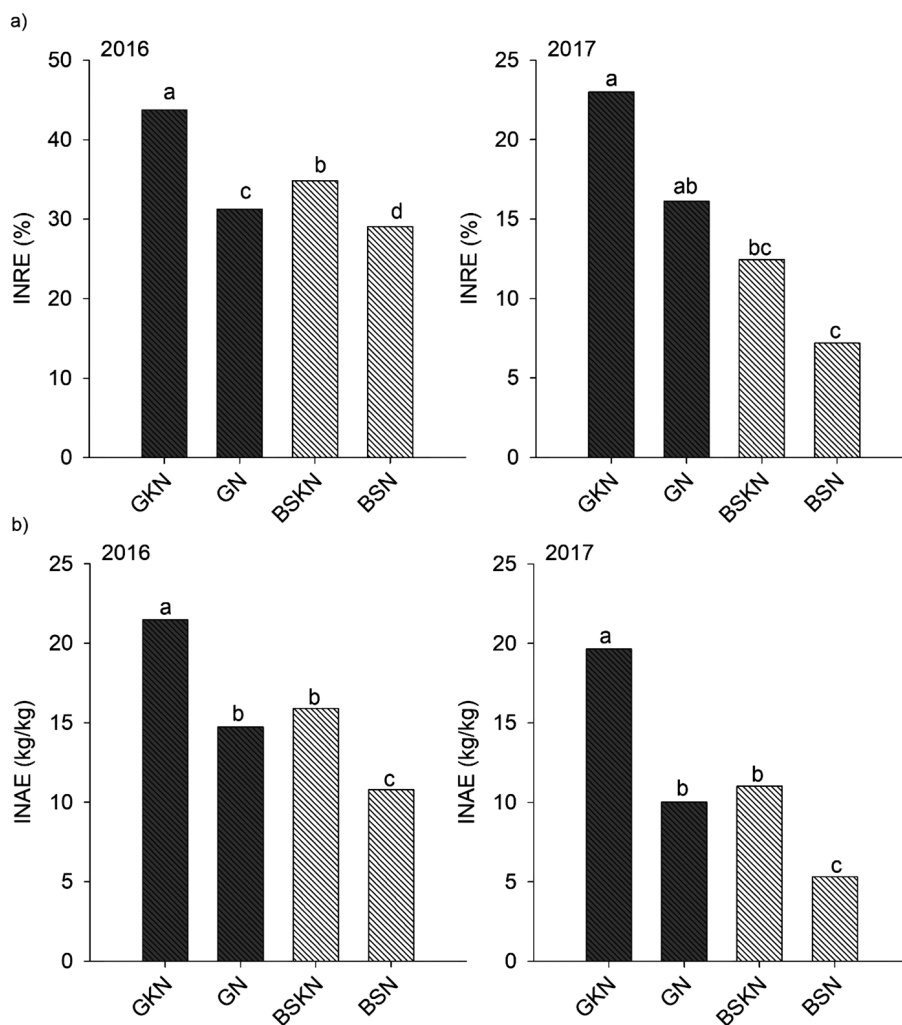 a)
2016
50
40
30
20
10
0
INRE (%)
a
c
b
d
GKN
GN
BSKN
BSN
2017
25
20
15
10
5
0
INRE (%)
a
ab
bc
c
GKN
GN
BSKN
BSN
b)
2016
25
20
15
10
5
0
INAE (kg/kg)
a
b
b
c
GKN
GN
BSKN
BSN
2017
25
20
15
10
5
0
INAE (kg/kg)
a
b
b
c
GKN
GN
BSKN
BSN